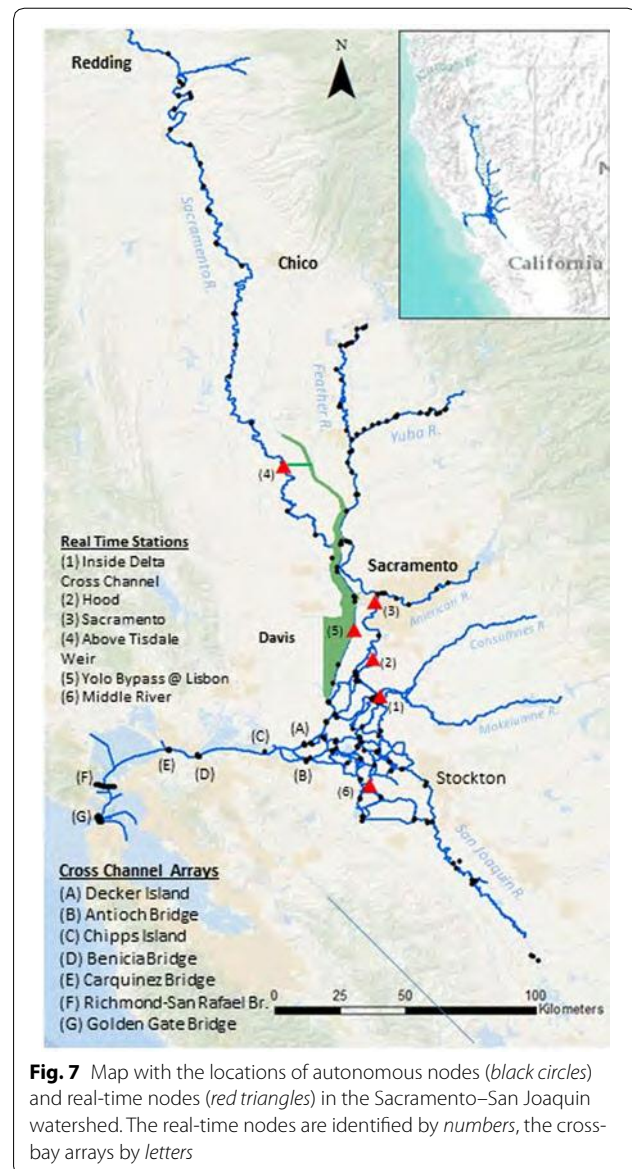 Redding
N
Sacramento R.
Chico
California
Feather R.
Yuba R.
(4)
Real Time Stations
(1) Inside Delta
Cross Channel
(2) Hood
(3) Sacramento
(4) Above Tisdale
Weir
(5) Yolo Bypass @ Lisbon
(6) Middle River
Sacramento
(3)
American R.
Davis
(5)
Consumnes R.
(2)
(1)
Mokelumne R.
(A)
(C)
(E)
(D)
(B)
Stockton
(F)
(6)
(G)
San Joaquin R.
Cross Channel Arrays
(A) Decker Island
(B) Antioch Bridge
(C) Chipps Island
(D) Benicia Bridge
(E) Carquinez Bridge
(F) Richmond-San Rafael Br.
(G) Golden Gate Bridge
0 25 50 100
Kilometers
Fig. 7 Map with the locations of autonomous nodes (black circles)
and real-time nodes (red triangles) in the Sacramento–San Joaquin
watershed. The real-time nodes are identified by numbers, the cross-
bay arrays by letters